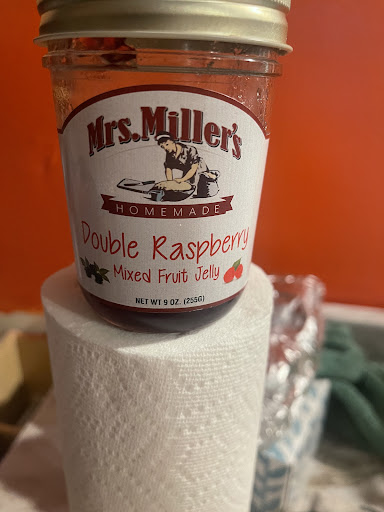 Mrs. Miller's
HOMEMADE
Double Raspberry
Mixed Fruit Jelly
NET WT 9 OZ. (255G)